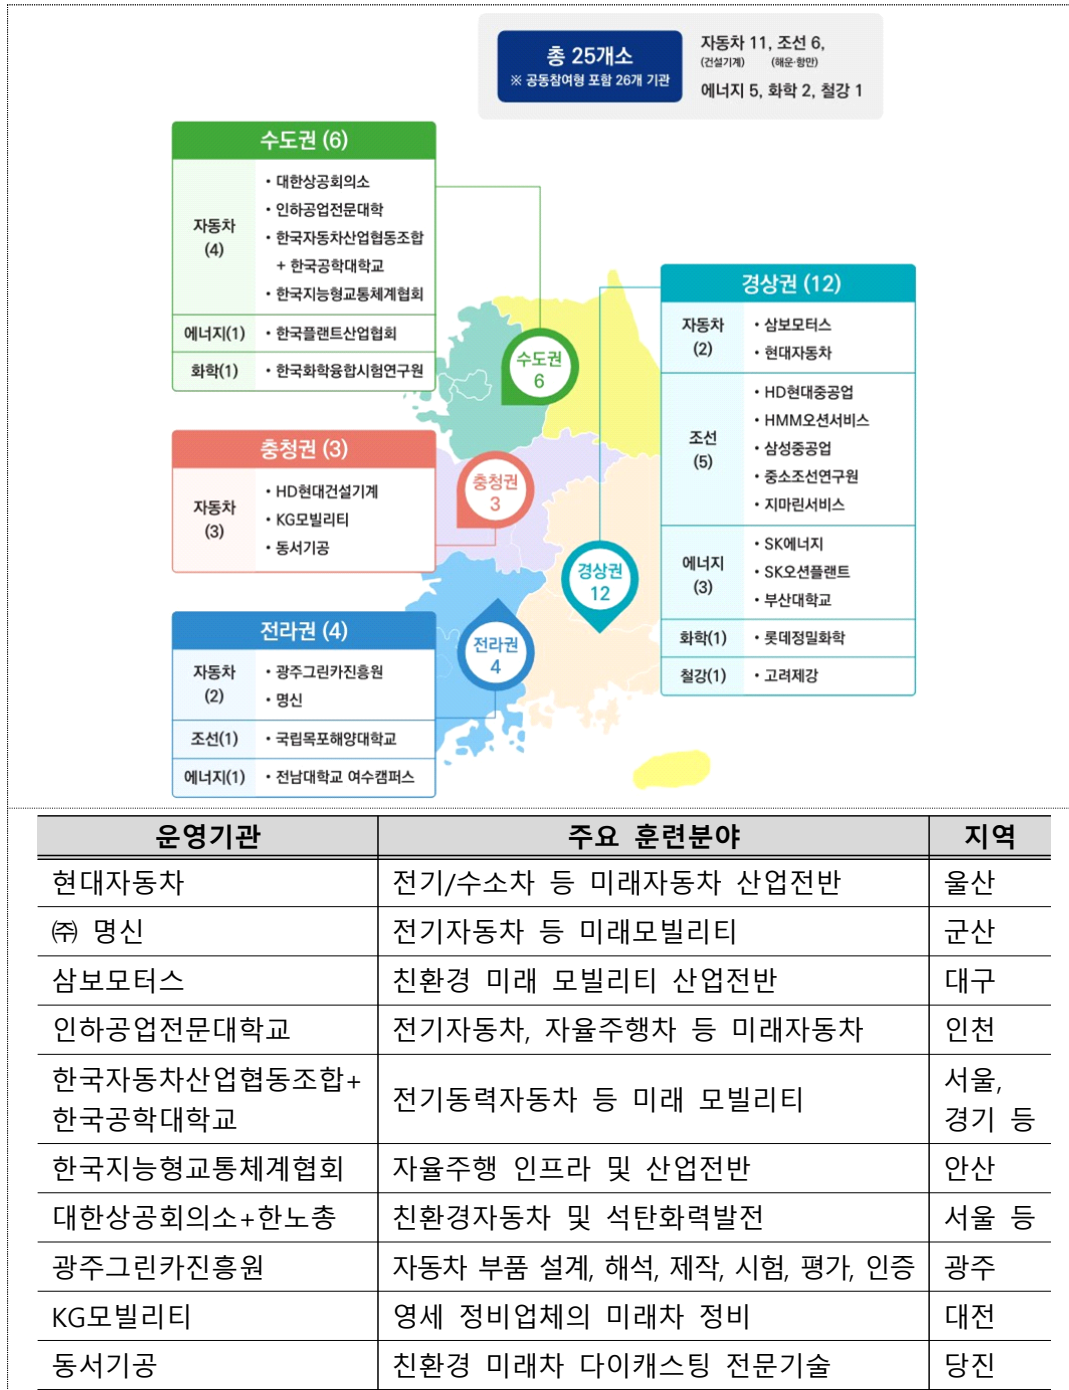 총 25개소
※ 공동참여형 포함 26개 기관
자동차 11, 조선 6,
(건설기계) (해운·항만)
에너지 5, 화학 2, 철강 1
수도권 (6)
자동차
(4)
• 대한상공회의소
• 인하공업전문대학
• 한국자동차산업협동조합
+ 한국공학대학교
• 한국지능형교통체계협회
에너지(1)
• 한국플랜트산업협회
화학(1)
• 한국화학융합시험연구원
충청권 (3)
자동차
(3)
• HD현대건설기계
• KG모빌리티
• 동서기공
전라권 (4)
자동차
(2)
• 광주그린카진흥원
• 명신
조선(1)
• 국립목포해양대학교
에너지(1)
• 전남대학교 여수캠퍼스
수도권
6
충청권
3
경상권
12
전라권
4
경상권 (12)
자동차
(2)
• 삼보모터스
• 현대자동차
조선
(5)
• HD현대중공업
• HMM오션서비스
• 삼성중공업
• 중소조선연구원
• 지마린서비스
에너지
(3)
• SK에너지
• SK오션플랜트
• 부산대학교
화학(1)
• 롯데정밀화학
철강(1)
• 고려제강
운영기관 주요 훈련분야 지역
현대자동차 전기/수소차 등 미래자동차 산업전반 울산
㈜ 명신 전기자동차 등 미래모빌리티 군산
삼보모터스 친환경 미래 모빌리티 산업전반 대구
인하공업전문대학교 전기자동차, 자율주행차 등 미래자동차 인천
한국자동차산업협동조합+
한국공학대학교
전기동력자동차 등 미래 모빌리티
서울,
경기 등
한국지능형교통체계협회 자율주행 인프라 및 산업전반 안산
대한상공회의소+한노총 친환경자동차 및 석탄화력발전 서울 등
광주그린카진흥원 자동차 부품 설계, 해석, 제작, 시험, 평가, 인증 광주
KG모빌리티 영세 정비업체의 미래차 정비 대전
동서기공 친환경 미래차 다이캐스팅 전문기술 당진